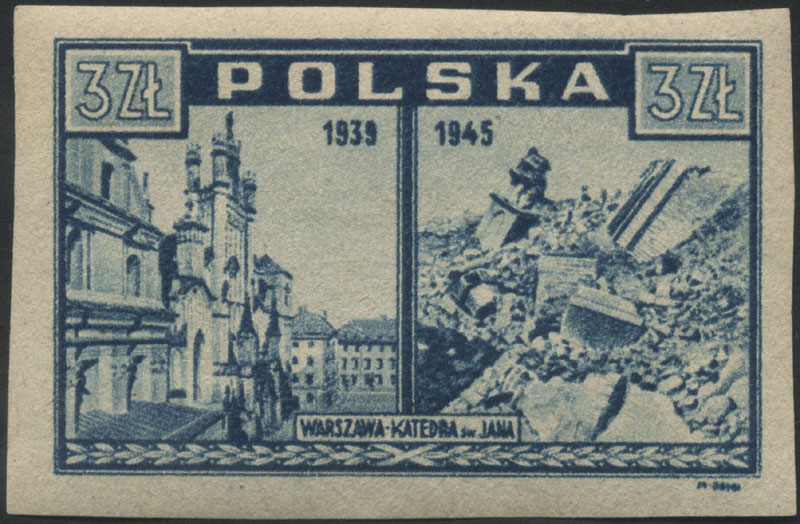 3 ZŁ POLSKA 3 ZŁ
1939 1945
WARSZAWA-KATEDRA ŚW. JANA